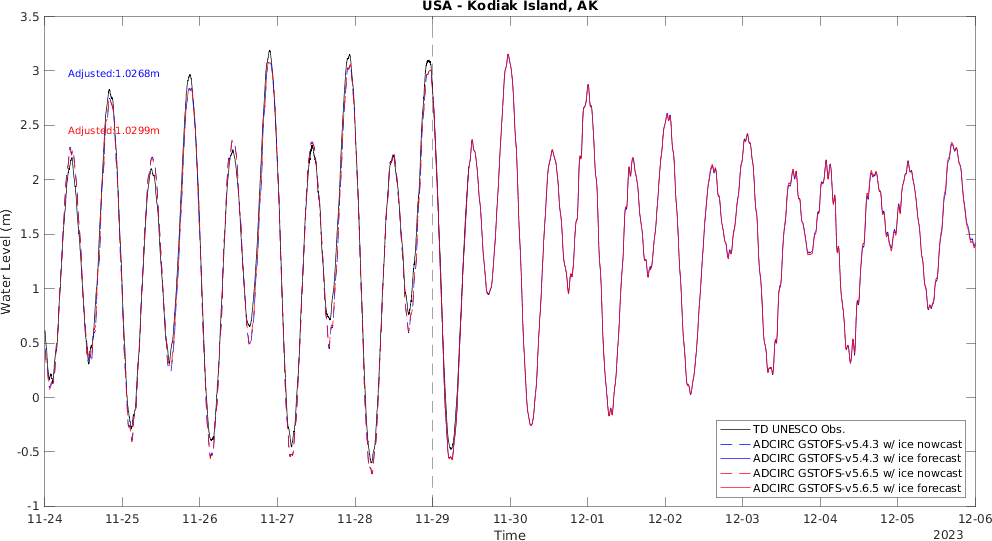 USA - Kodiak Island, AK
3.5
3
2.5
2
1.5
1
0.5
0
-0.5
-1
Water Level (m)
Adjusted:1.0268m
Adjusted:1.0299m
TD UNESCO Obs.
ADCIRC GSTOFS-v5.4.3 w/ ice nowcast
ADCIRC GSTOFS-v5.4.3 w/ ice forecast
ADCIRC GSTOFS-v5.6.5 w/ ice nowcast
ADCIRC GSTOFS-v5.6.5 w/ ice forecast
11-24 11-25 11-26 11-27 11-28 11-29 11-30 12-01 12-02 12-03 12-04 12-05 12-06
Time
2023